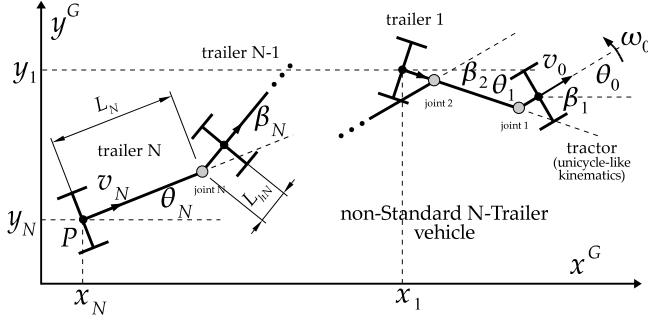 y^G
trailer 1
ω_0
trailer N-1
y_1
v_0
β_2
θ_1
θ_0
joint 2
β_1
L_N
joint 1
β_N
tractor
(unicycle-like
kinematics)
trailer N
v_N
θ_N
joint N
L_hN
non-Standard N-Trailer
vehicle
y_N
P
x^G
x_N
x_1